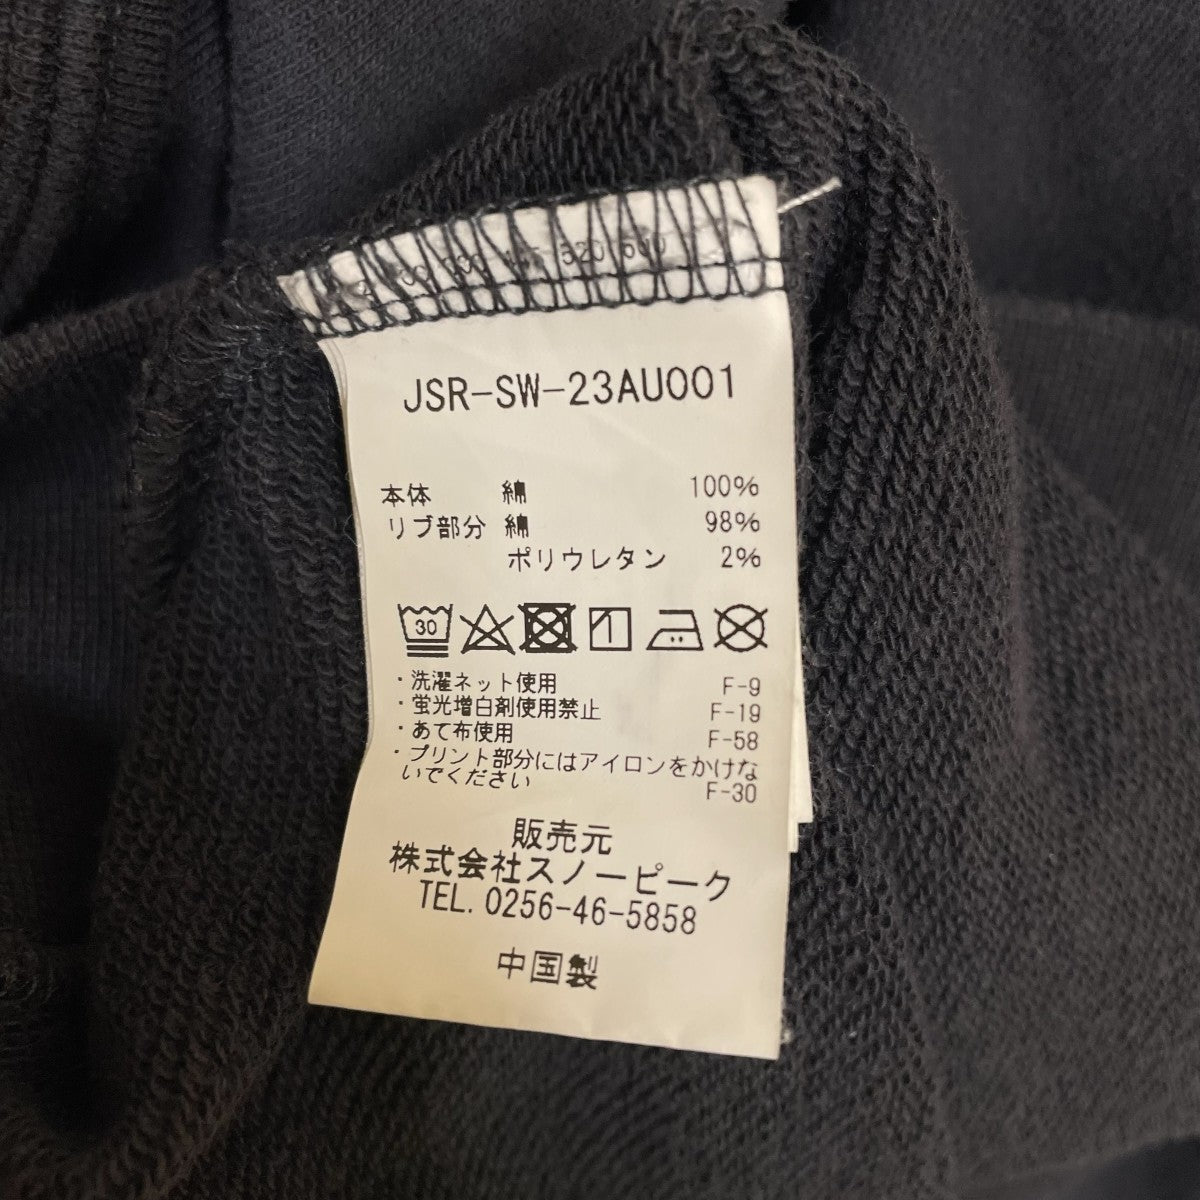 JSR-SW-23AU001
本体 綿 100%
リブ部分 綿 98%
ポリウレタン 2%
30
・洗濯ネット使用 F-9
・蛍光増白剤使用禁止 F-19
・あて布使用 F-58
・プリント部分にはアイロンをかけな
いでください F-30
販売元
株式会社スノーピーク
TEL. 0256-46-5858
中国製